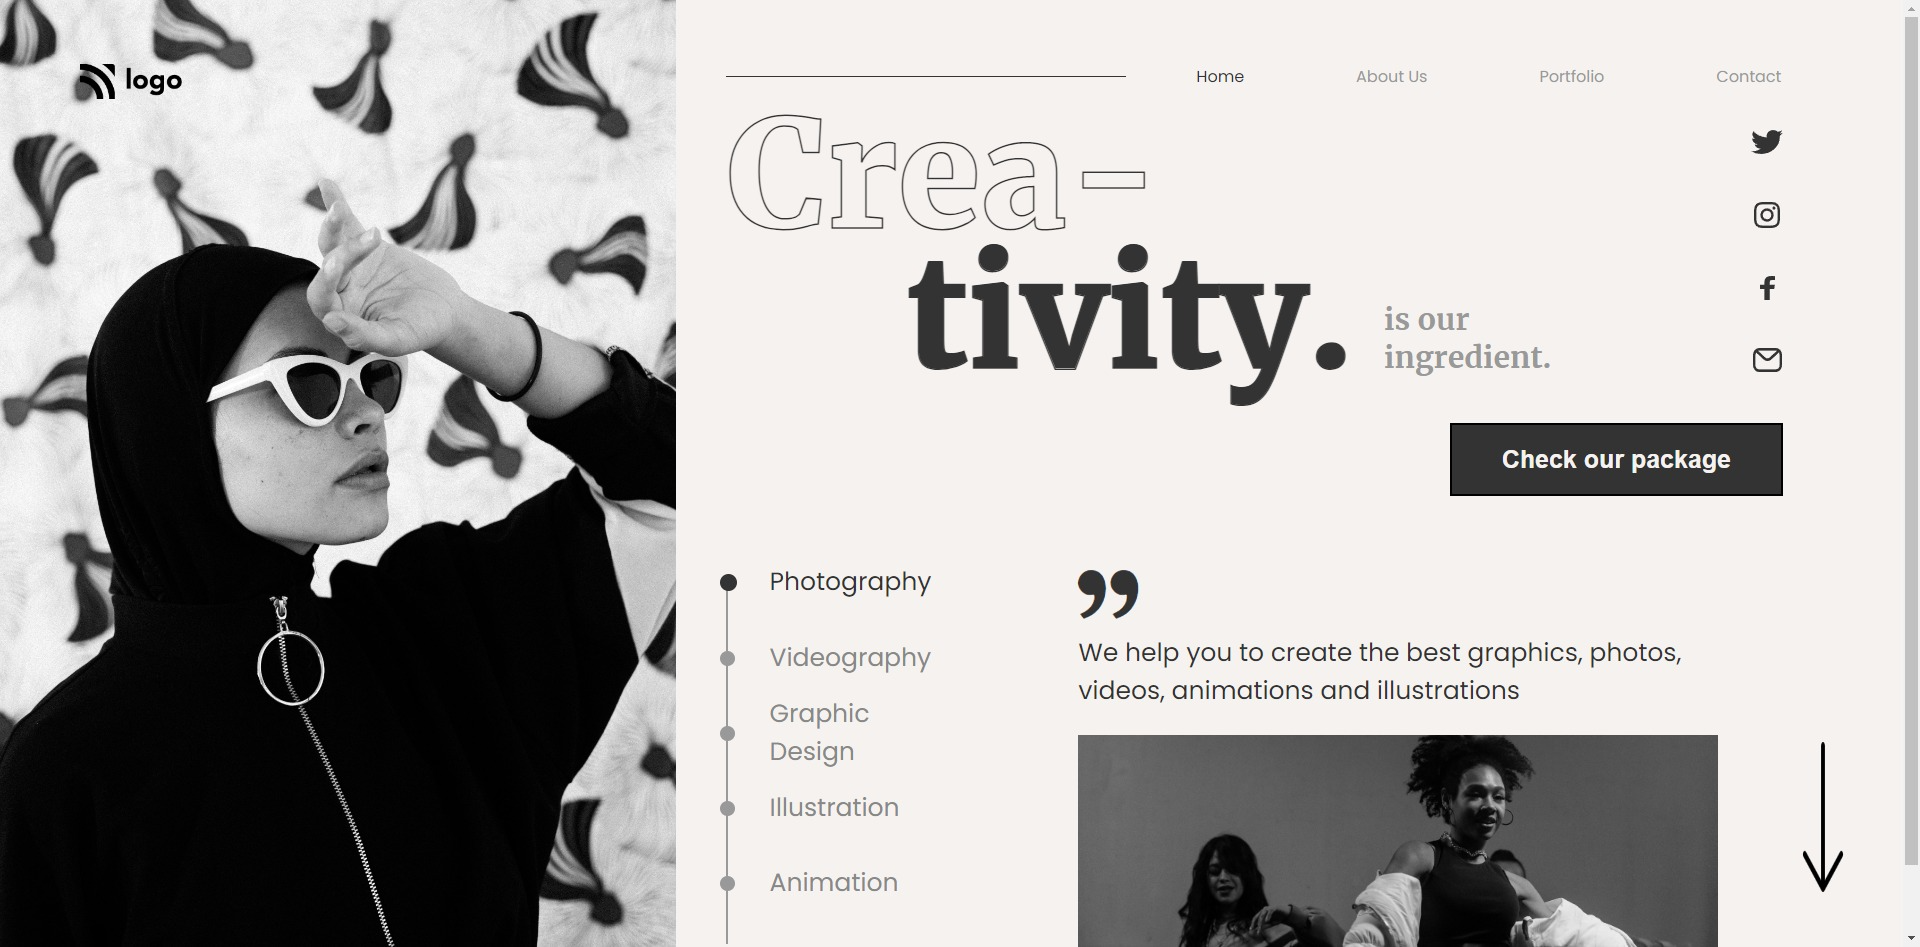 logo
Home
About Us
Portfolio
Contact
Crea-
tivity.
is our
ingredient.
Check our package
Photography
Videography
Graphic
Design
Illustration
Animation
”
We help you to create the best graphics, photos,
videos, animations and illustrations